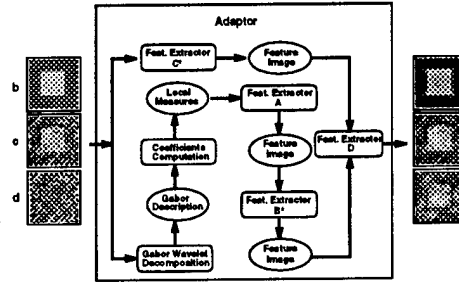 Adaptor
Feat. Extractor
C*
Feature
Image
b
Local
Measures
Feat. Extractor
A
c
Coefficients
Computation
Feature
Image
Feat. Extractor
D
d
Gabor
Description
Feat. Extractor
B*
Gabor Wavelet
Decomposition
Feature
Image